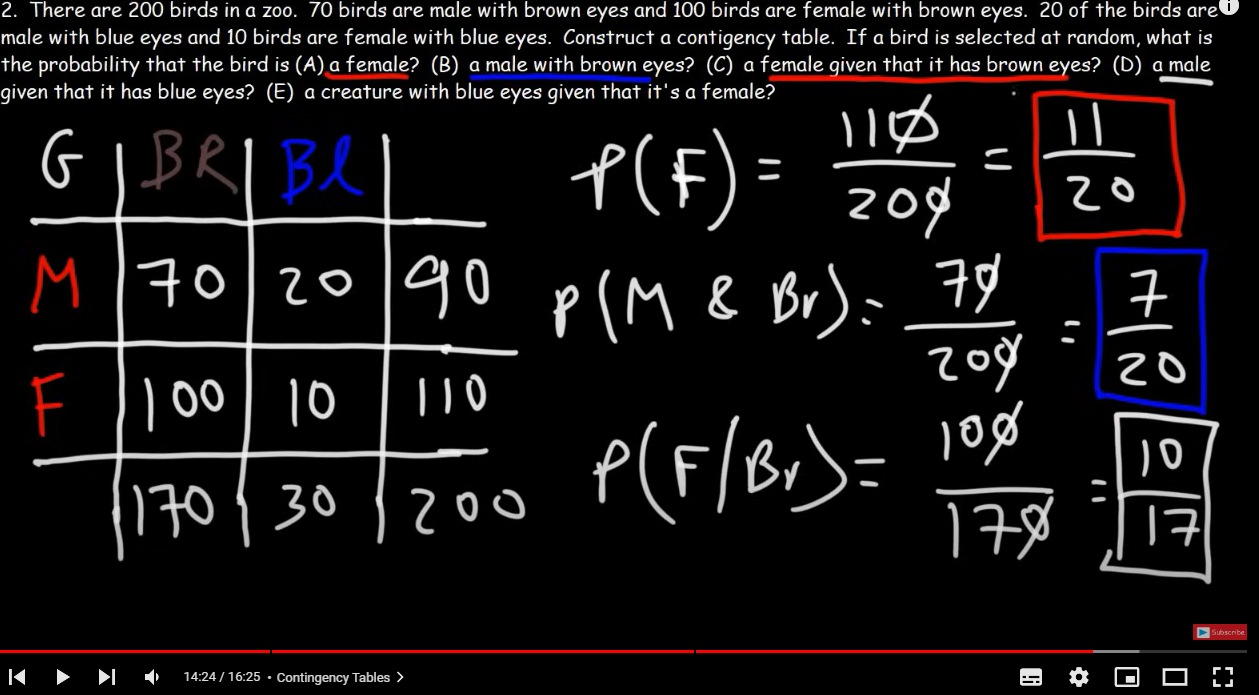 2. There are 200 birds in a zoo. 70 birds are male with brown eyes and 100 birds are female with brown eyes. 20 of the birds are
male with blue eyes and 10 birds are female with blue eyes. Construct a contigency table. If a bird is selected at random, what is
the probability that the bird is (A) a female? (B) a male with brown eyes? (C) a female given that it has brown eyes? (D) a male
given that it has blue eyes? (E) a creature with blue eyes given that it's a female?
G BR Bl
M 70 20 90
F 100 10 110
170 30 200
P(F) = 110/200 = 11/20
P(M & Br) = 70/200 = 7/20
P(F/Br) = 100/170 = 10/17
Subscribe
14:24 / 16:25 • Contingency Tables >